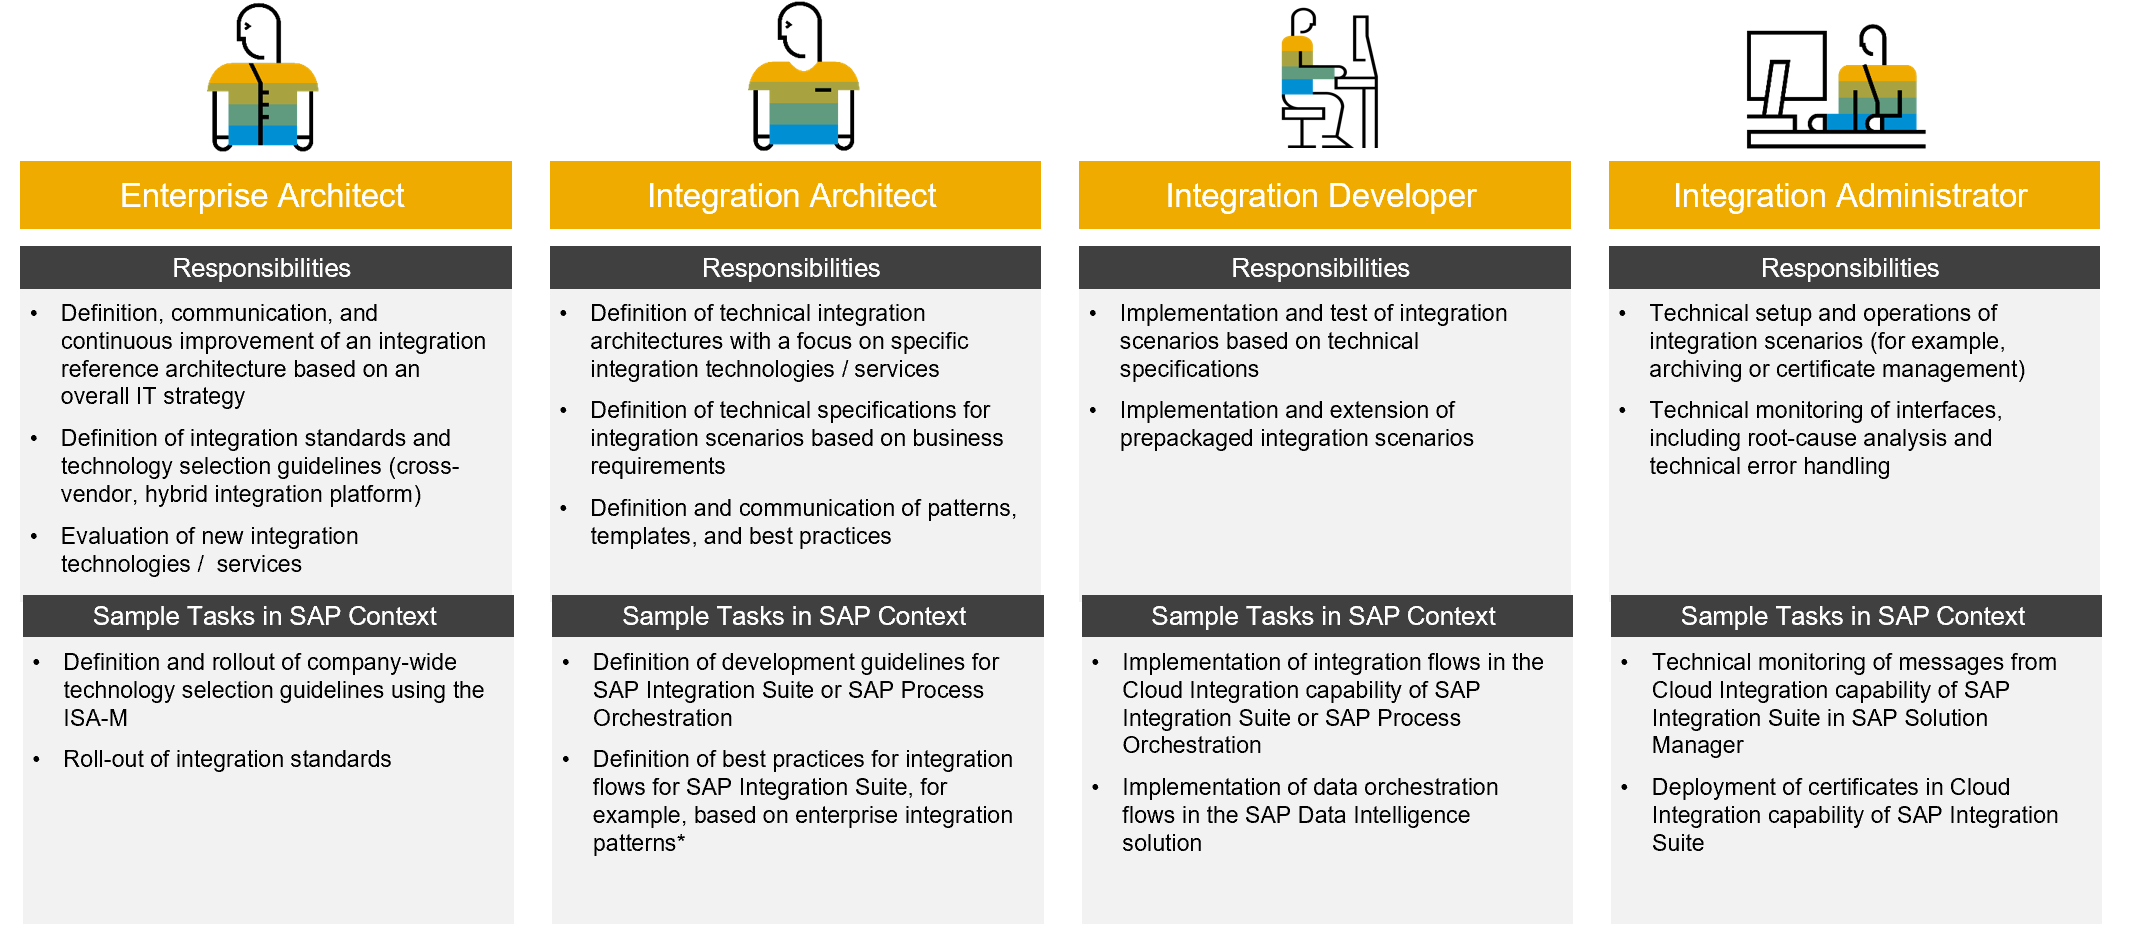 Enterprise Architect
Responsibilities
• Definition, communication, and
continuous improvement of an integration
reference architecture based on an
overall IT strategy
• Definition of integration standards and
technology selection guidelines (cross-
vendor, hybrid integration platform)
• Evaluation of new integration
technologies /  services
Sample Tasks in SAP Context
• Definition and rollout of company-wide
technology selection guidelines using the
ISA-M
• Roll-out of integration standards
Integration Architect
Responsibilities
• Definition of technical integration
architectures with a focus on specific
integration technologies / services
• Definition of technical specifications for
integration scenarios based on business
requirements
• Definition and communication of patterns,
templates, and best practices
Sample Tasks in SAP Context
• Definition of development guidelines for
SAP Integration Suite or SAP Process
Orchestration
• Definition of best practices for integration
flows for SAP Integration Suite, for
example, based on enterprise integration
patterns*
Integration Developer
Responsibilities
• Implementation and test of integration
scenarios based on technical
specifications
• Implementation and extension of
prepackaged integration scenarios
Sample Tasks in SAP Context
• Implementation of integration flows in the
Cloud Integration capability of SAP
Integration Suite or SAP Process
Orchestration
• Implementation of data orchestration
flows in the SAP Data Intelligence
solution
Integration Administrator
Responsibilities
• Technical setup and operations of
integration scenarios (for example,
archiving or certificate management)
• Technical monitoring of interfaces,
including root-cause analysis and
technical error handling
Sample Tasks in SAP Context
• Technical monitoring of messages from
Cloud Integration capability of SAP
Integration Suite in SAP Solution
Manager
• Deployment of certificates in Cloud
Integration capability of SAP Integration
Suite